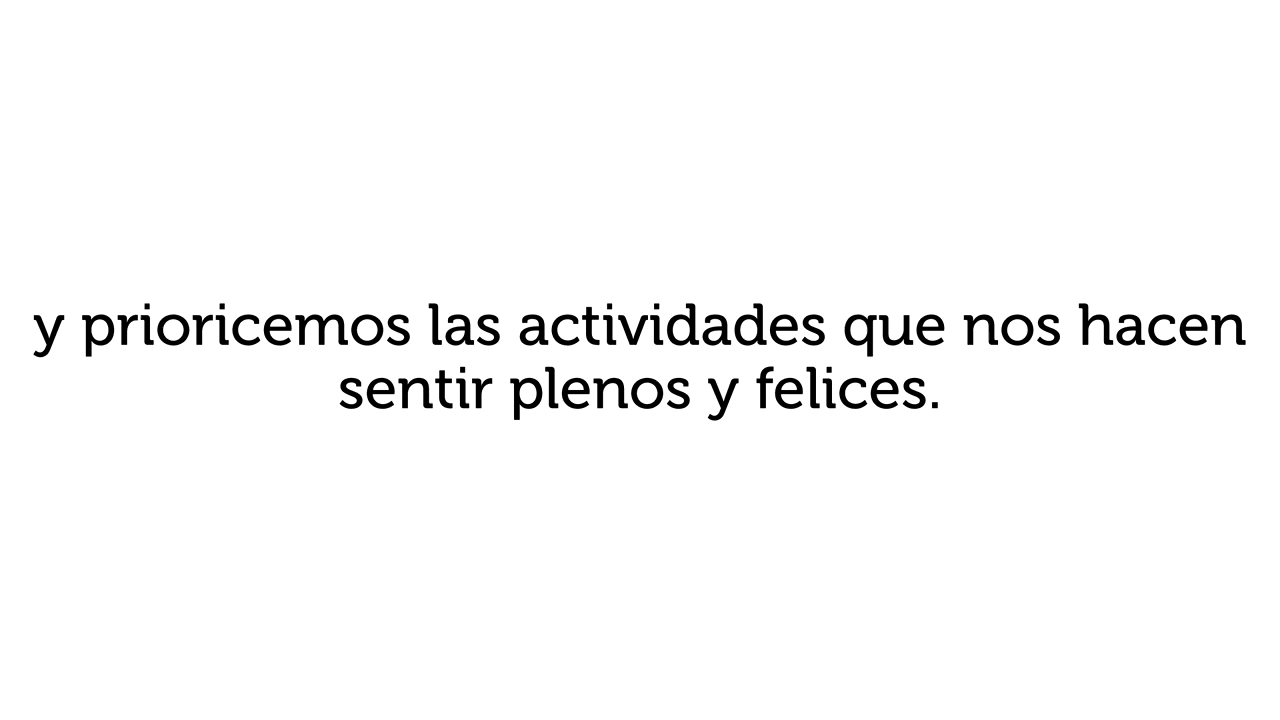 y prioricemos las actividades que nos hacen
sentir plenos y felices.